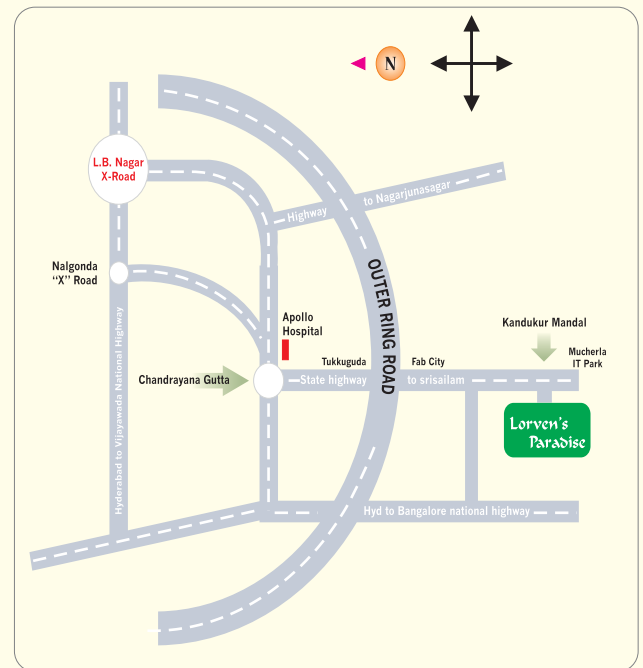 N
L.B. Nagar
X-Road
Highway to Nagarjunasagar
Nalgonda
“X” Road
OUTER RING ROAD
Apollo
Hospital
Kandukur Mandal
Tukkuguda
Fab City
Mucherla
IT Park
Chandrayana Gutta
State highway to srisailam
Lorven's
Paradise
Hyderabad to Vijayawada National Highway
Hyd to Bangalore national highway